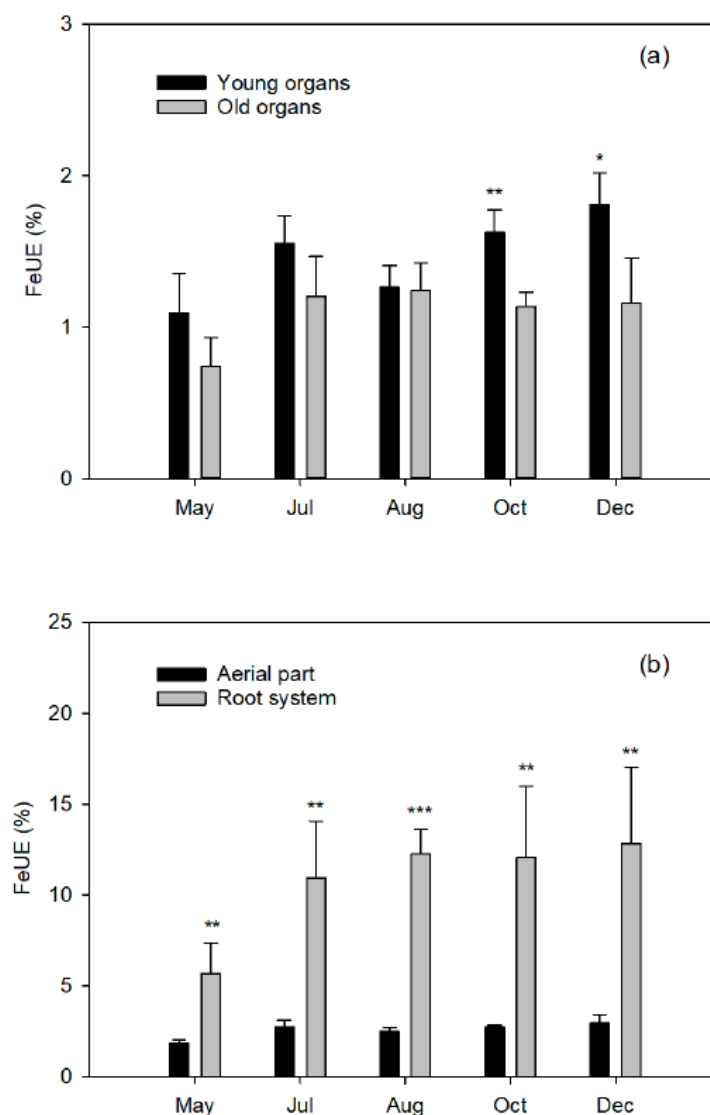 3
(a)
Young organs
Old organs
**
*
2
FeUE (%)
1
0
May Jul Aug Oct Dec
25
(b)
Aerial part
Root system
20
** ** *** ** **
15
FeUE (%)
10
5
0
May Jul Aug Oct Dec